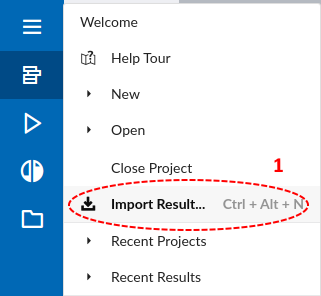 Welcome
Help Tour
New
Open
Close Project
1
Import Result... Ctrl + Alt + N
Recent Projects
Recent Results